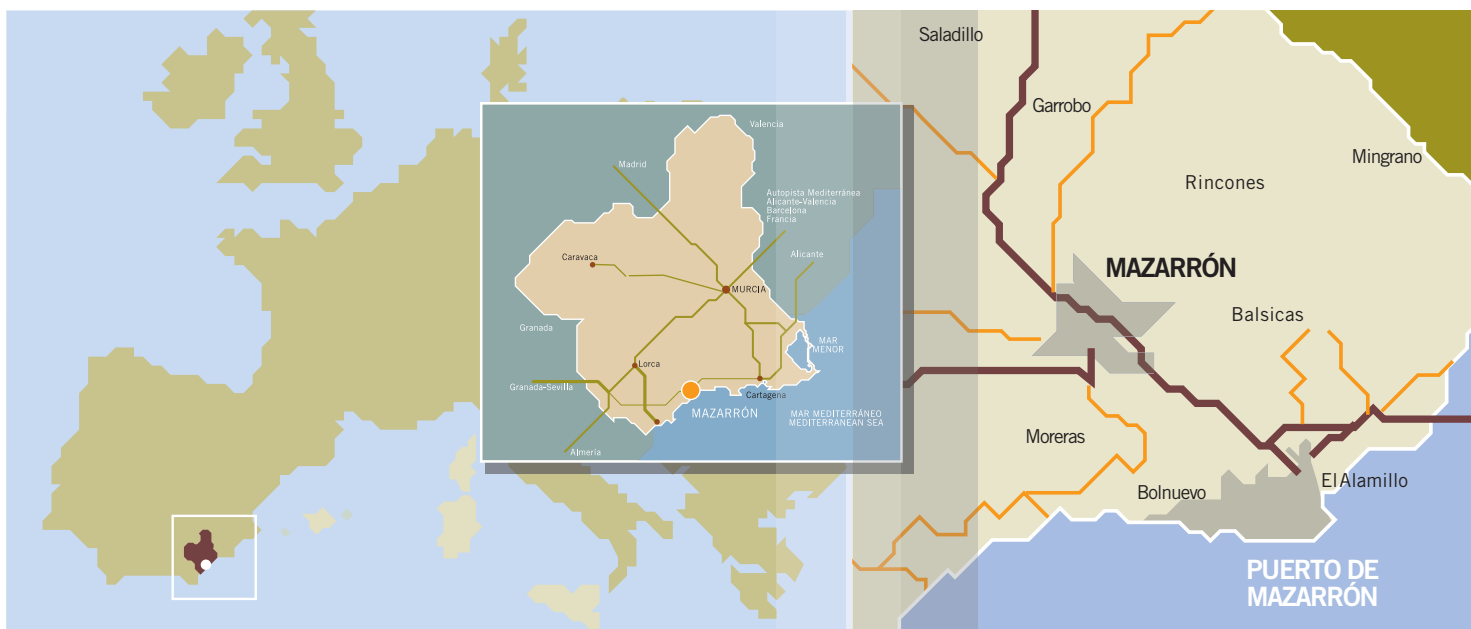 Valencia
Madrid
Autopista Mediterránea
Alicante-Valencia
Barcelona
Francia
Alicante
Caravaca
MURCIA
Granada
MAR
MENOR
Lorca
Granada-Sevilla
Cartagena
MAZARRÓN
MAR MEDITERRÁNEO
MEDITERRANEAN SEA
Almería
Saladillo
Garrobo
Mingrano
Rincones
MAZARRÓN
Balsicas
Moreras
El Alamillo
Bolnuevo
PUERTO DE
MAZARRÓN